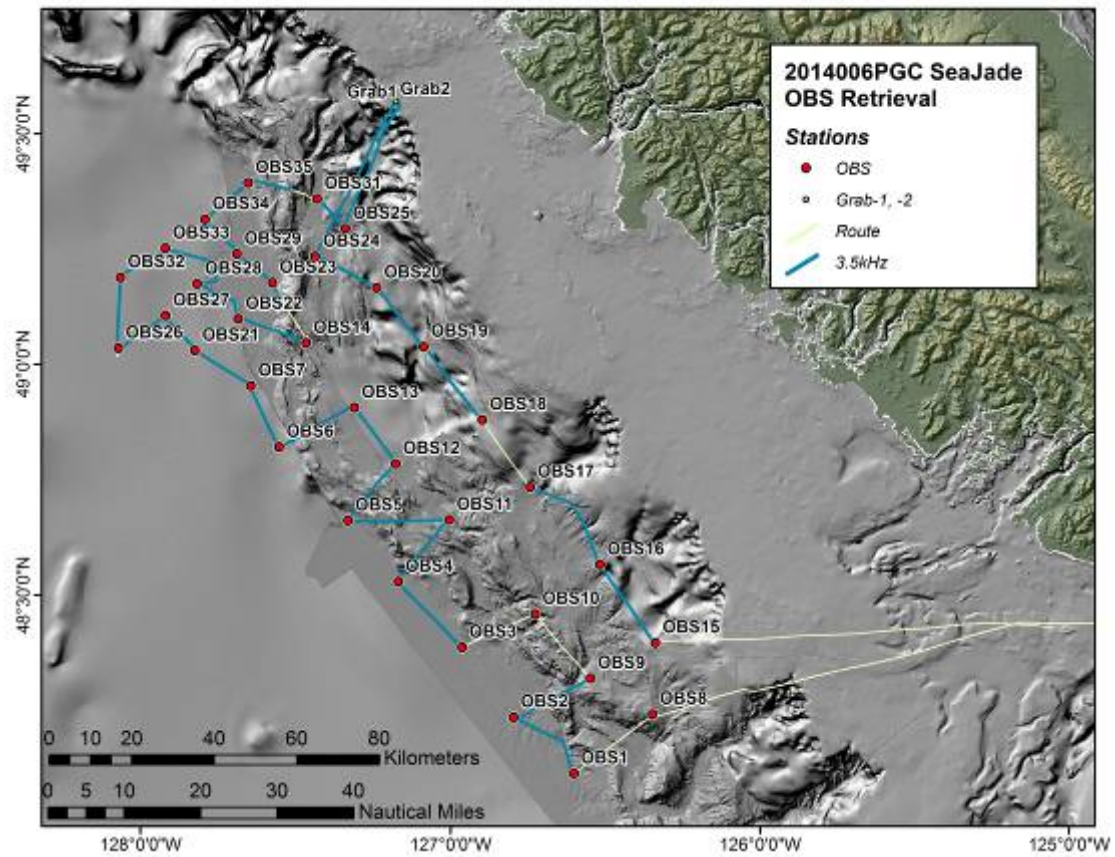 Grab1 Grab2
2014006PGC SeaJade
OBS Retrieval
Stations
OBS
Grab-1, -2
Route
3.5kHz
49°30'0"N
49°0'0"N
48°30'0"N
OBS35
OBS31
OBS34
OBS25
OBS33
OBS29
OBS24
OBS32
OBS28
OBS23
OBS20
OBS27
OBS22
OBS26
OBS21
OBS14
OBS19
OBS7
OBS13
OBS18
OBS6
OBS12
OBS17
OBS5
OBS11
OBS16
OBS4
OBS10
OBS3
OBS15
OBS9
OBS2
OBS8
OBS1
0 10 20 40 60 80
Kilometers
0 5 10 20 30 40
Nautical Miles
128°0'0"W
127°0'0"W
126°0'0"W
125°0'0"W